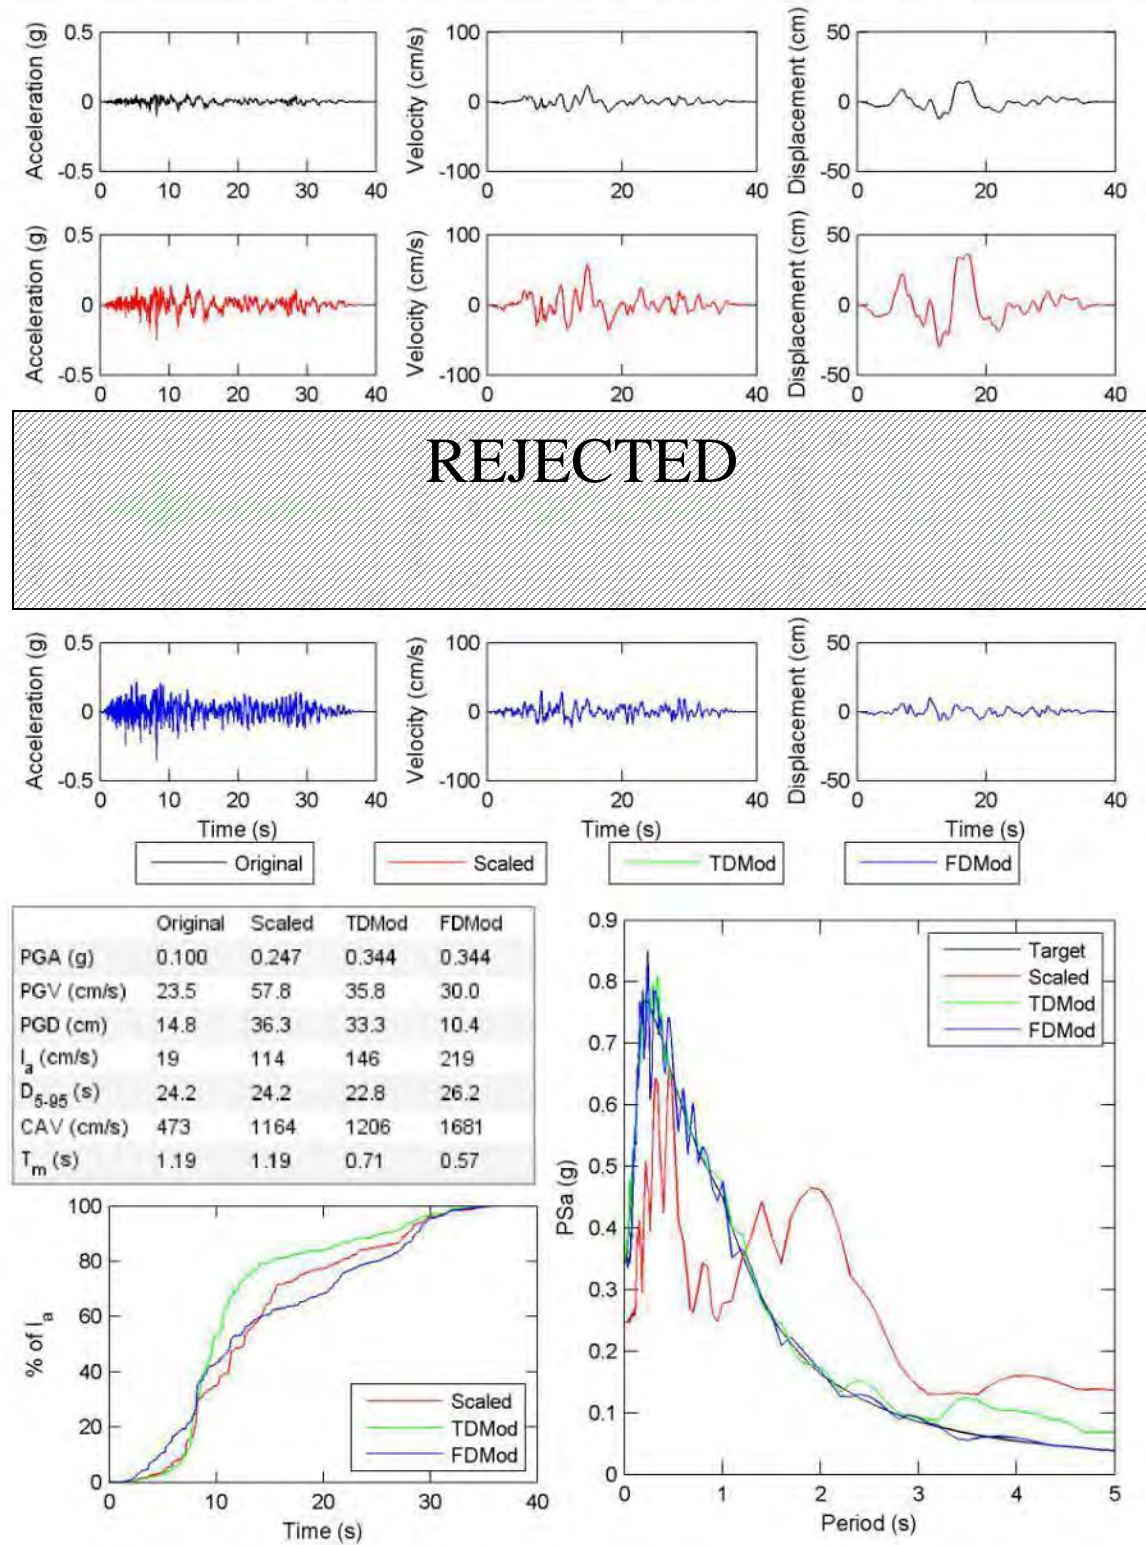 0.5
0
-0.5
0 10 20 30 40
Acceleration (g)
100
0
-100
0 20 40
Velocity (cm/s)
50
0
-50
0 20 40
Displacement (cm)
0.5
0
-0.5
0 10 20 30 40
Acceleration (g)
100
0
-100
0 20 40
Velocity (cm/s)
50
0
-50
0 20 40
Displacement (cm)
REJECTED
0.5
0
-0.5
0 10 20 30 40
Acceleration (g)
Time (s)
100
0
-100
0 20 40
Velocity (cm/s)
Time (s)
50
0
-50
0 20 40
Displacement (cm)
Time (s)
Original Scaled TDMod FDMod
Original Scaled TDMod FDMod
PGA (g) 0.100 0.247 0.344 0.344
PGV (cm/s) 23.5 57.8 35.8 30.0
PGD (cm) 14.8 36.3 33.3 10.4
Ia (cm/s) 19 114 146 219
D5-95 (s) 24.2 24.2 22.8 26.2
CAV (cm/s) 473 1164 1206 1681
Tm (s) 1.19 1.19 0.71 0.57
100
80
60
40
20
0
0 10 20 30 40
% of Ia
Time (s)
Scaled
TDMod
FDMod
0.9
0.8
0.7
0.6
0.5
0.4
0.3
0.2
0.1
0
0 1 2 3 4 5
PSa (g)
Period (s)
Target
Scaled
TDMod
FDMod